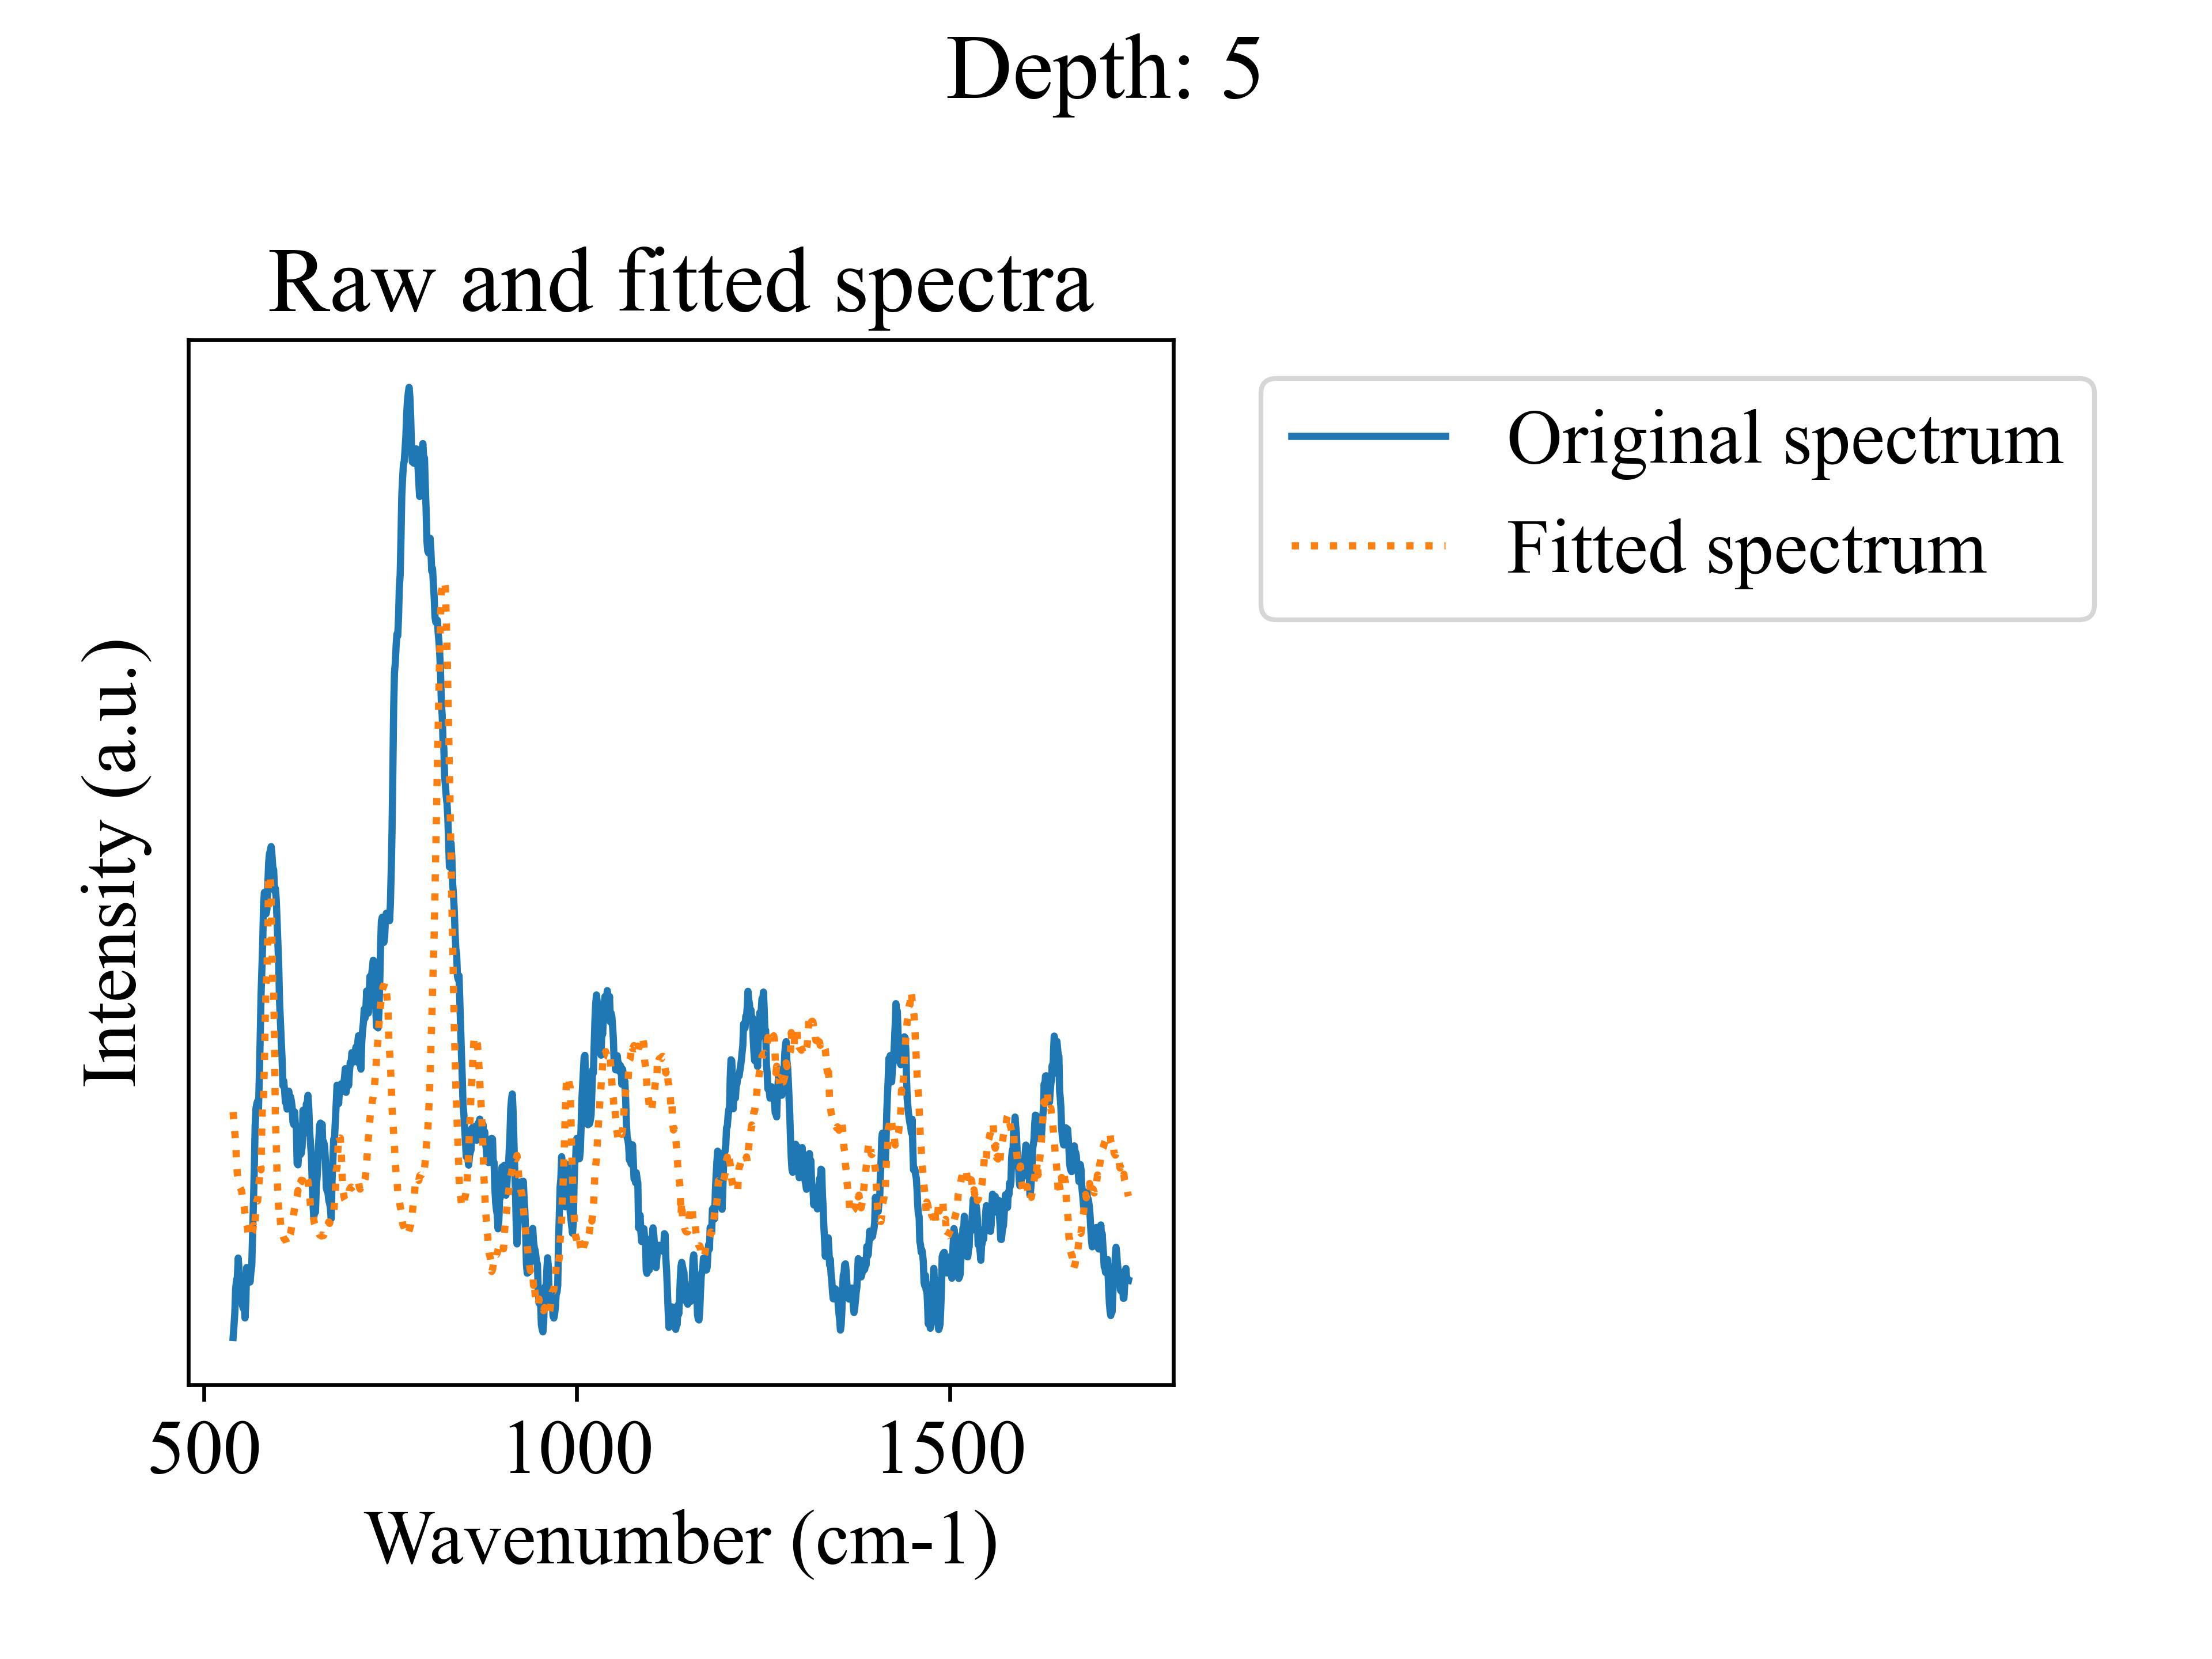 Depth: 5
Raw and fitted spectra
Original spectrum
Fitted spectrum
Intensity (a.u.)
500 1000 1500
Wavenumber (cm-1)